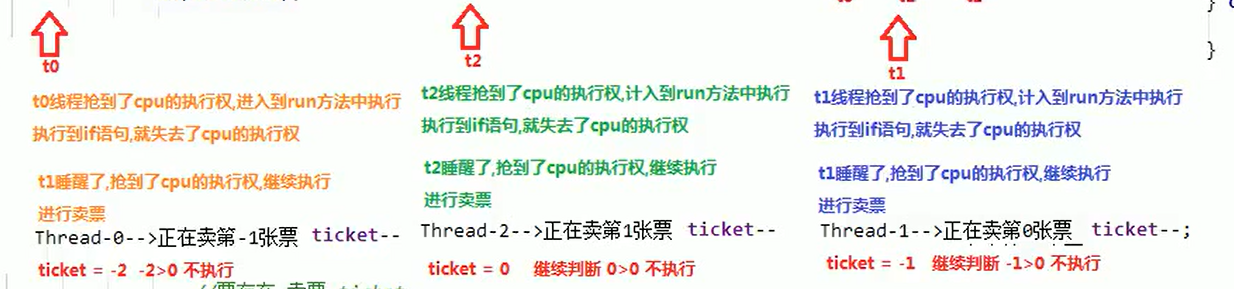 t0
t0线程抢到了cpu的执行权,进入到run方法中执行
执行到if语句,就失去了cpu的执行权
t1睡醒了,抢到了cpu的执行权,继续执行
进行卖票
Thread-0-->正在卖第-1张票 ticket--
ticket = -2 -2>0 不执行
t2
t2线程抢到了cpu的执行权,计入到run方法中执行
执行到if语句,就失去了cpu的执行权
t2睡醒了,抢到了cpu的执行权,继续执行
进行卖票
Thread-2-->正在卖第1张票 ticket--
ticket = 0 继续判断 0>0 不执行
}
}
t1
t1线程抢到了cpu的执行权,计入到run方法中执行
执行到if语句,就失去了cpu的执行权
t1睡醒了,抢到了cpu的执行权,继续执行
进行卖票
Thread-1-->正在卖第0张票 ticket--;
ticket = -1 继续判断 -1>0 不执行